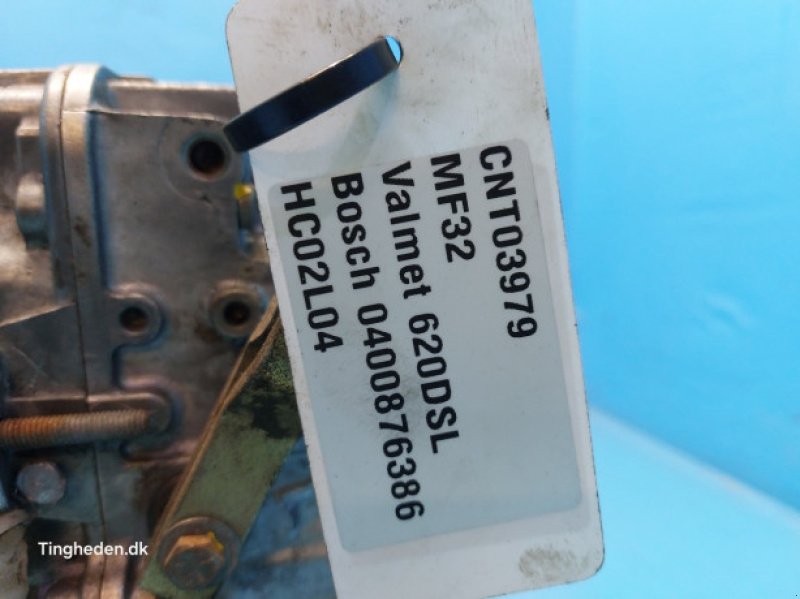 CNT03979
MF32
Valmet 620DSL
Bosch 0400876386
HC02L04
Tingheden.dk